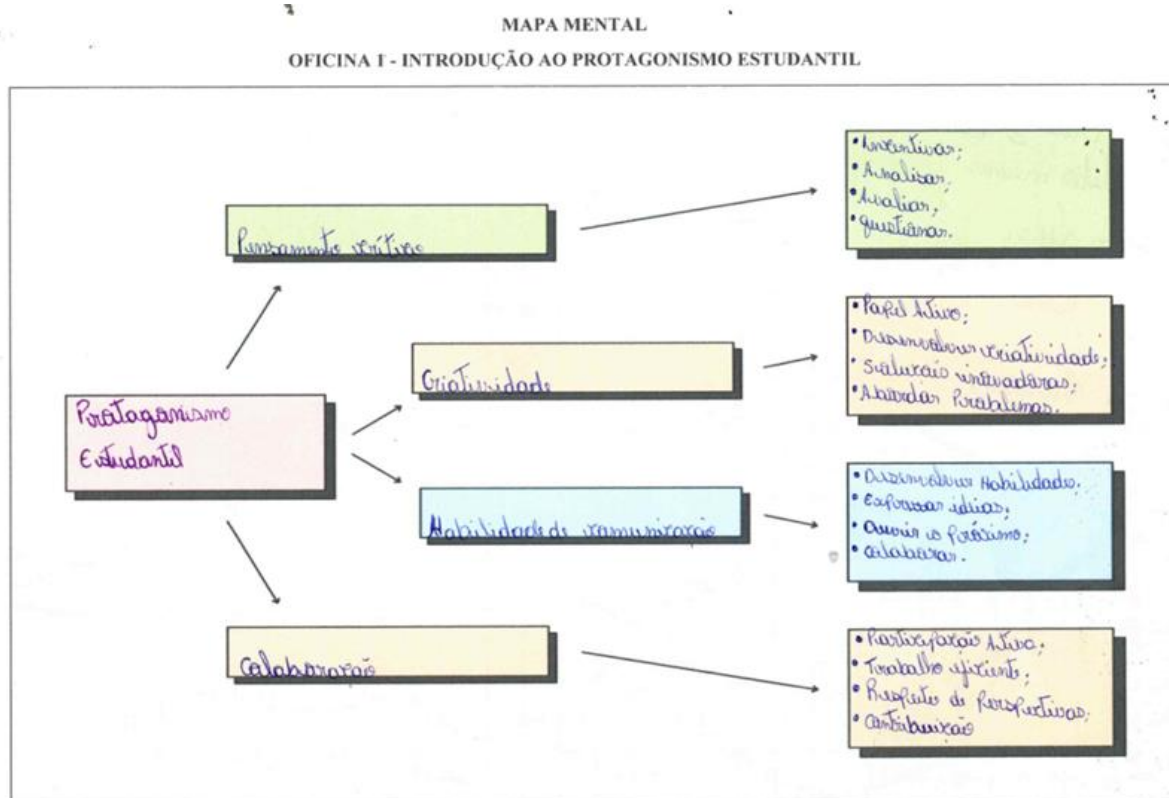 MAPA MENTAL
OFICINA I - INTRODUÇÃO AO PROTAGONISMO ESTUDANTIL
Pensamento crítico
• Incentivar;
• Analisar;
• Avaliar;
• questionar.
Criatividade
• Papel Ativo;
• Desenvolver criatividade;
• Soluções inovadoras;
• Abordar Problemas.
Protagonismo
Estudantil
Habilidade de comunicação
• Desenvolver Habilidades;
• Expressar idéias;
• Ouvir o Próximo;
• Colaborar.
Colaboração
• Participação Ativa;
• Trabalho eficiente;
• Respeito de Perspectivas;
• Contribuição